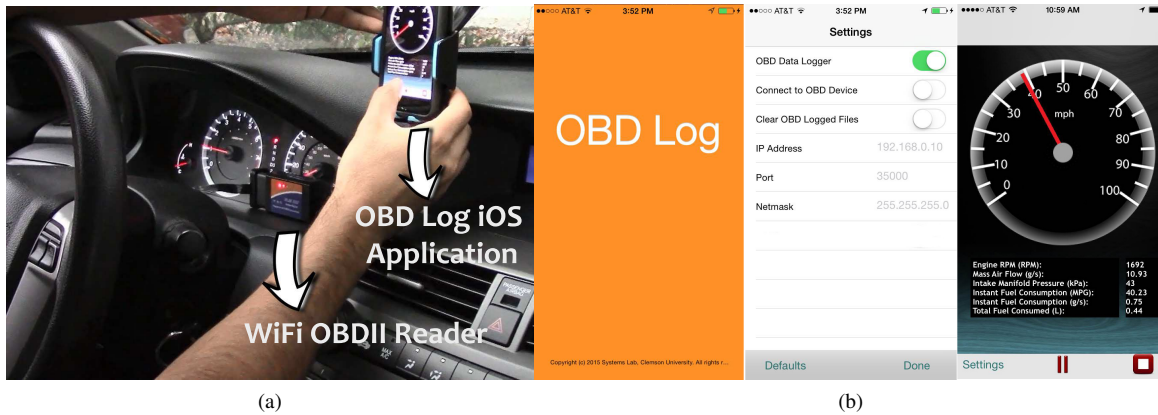 OBD Log iOS
Application
WiFi OBDII Reader
PASSENGER
AIRBAG
MAX
A/C
AT&T 3:52 PM
OBD Log
Copyright (c) 2015 Systems Lab, Clemson University. All rights r...
AT&T 3:52 PM
Settings
OBD Data Logger
Connect to OBD Device
Clear OBD Logged Files
IP Address 192.168.0.10
Port 35000
Netmask 255.255.255.0
Defaults Done
AT&T 10:59 AM
0 10 20 30 40 50 60 70 80 90 100
mph
Engine RPM (RPM): 1692
Mass Air Flow (g/s): 10.93
Intake Manifold Pressure (kPa): 43
Instant Fuel Consumption (MPG): 40.23
Instant Fuel Consumption (g/s): 0.75
Total Fuel Consumed (L): 0.44
Settings
(a) (b)